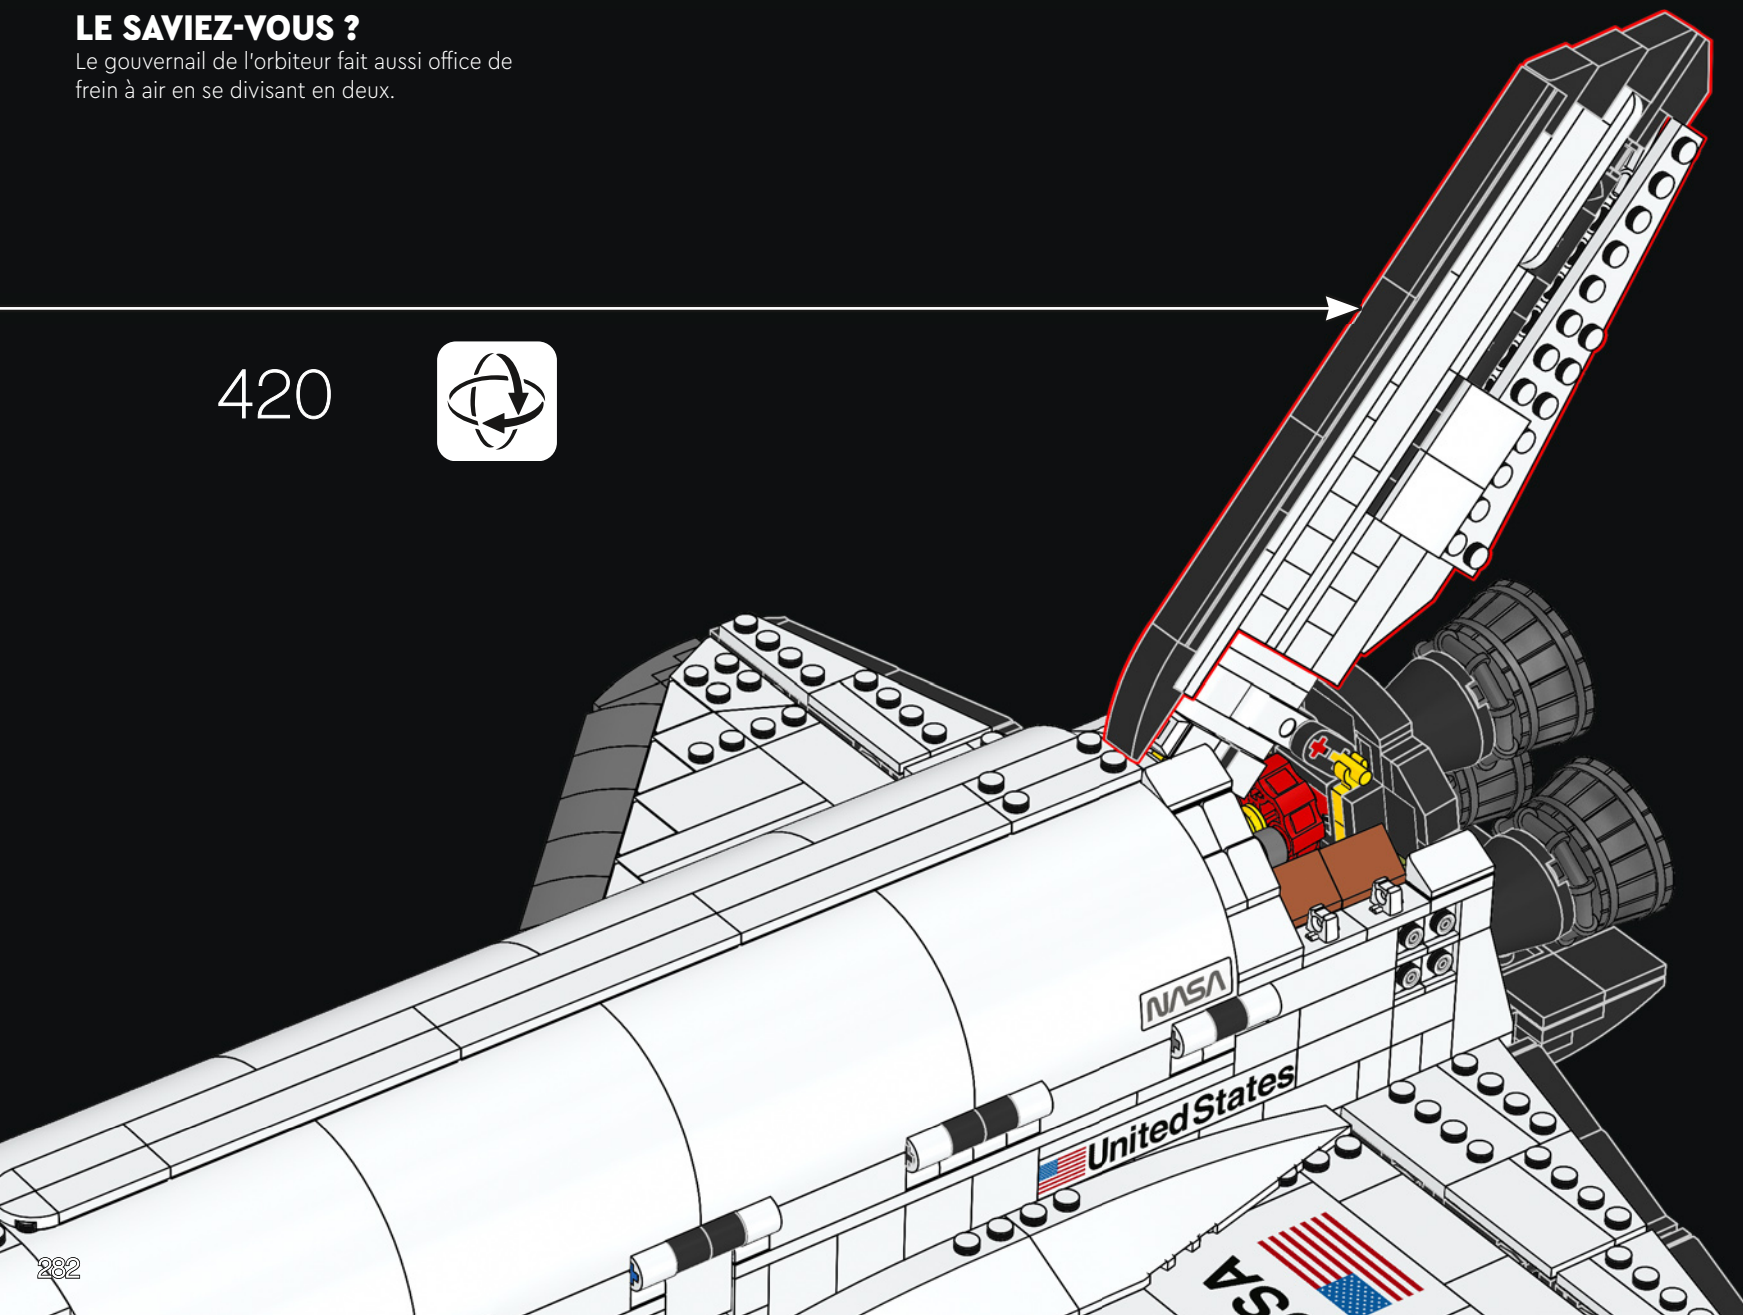 LE SAVIEZ-VOUS ?
Le gouvernail de l'orbiteur fait aussi office de
frein à air en se divisant en deux.
420
NASA
United States
USA
282